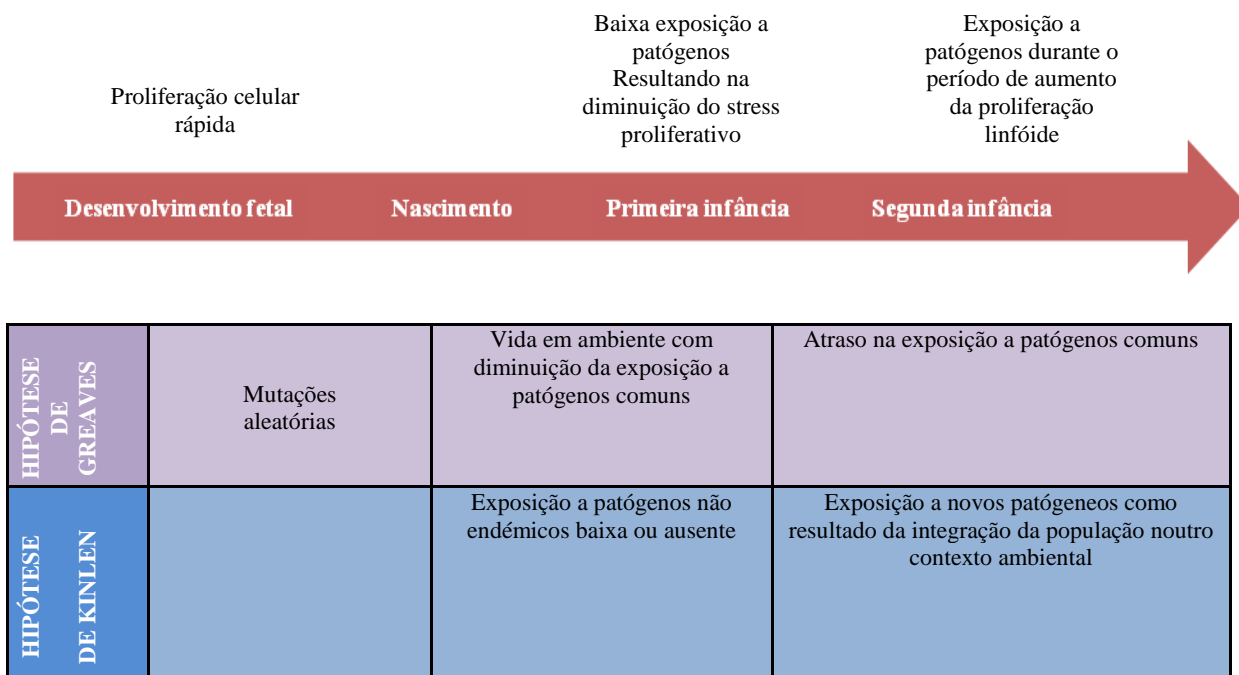 Proliferação celular
rápida
Baixa exposição a
patógenos
Resultando na
diminuição do stress
proliferativo
Exposição a
patógenos durante o
período de aumento
da proliferação
linfóide
Desenvolvimento fetal
Nascimento
Primeira infância
Segunda infância
HIPÓTESE
DE
GREAVES
Mutações
aleatórias
Vida em ambiente com
diminuição da exposição a
patógenos comuns
Atraso na exposição a patógenos comuns
HIPÓTESE
DE KINLEN
Exposição a patógenos não
endémicos baixa ou ausente
Exposição a novos patógeneos como
resultado da integração da população noutro
contexto ambiental